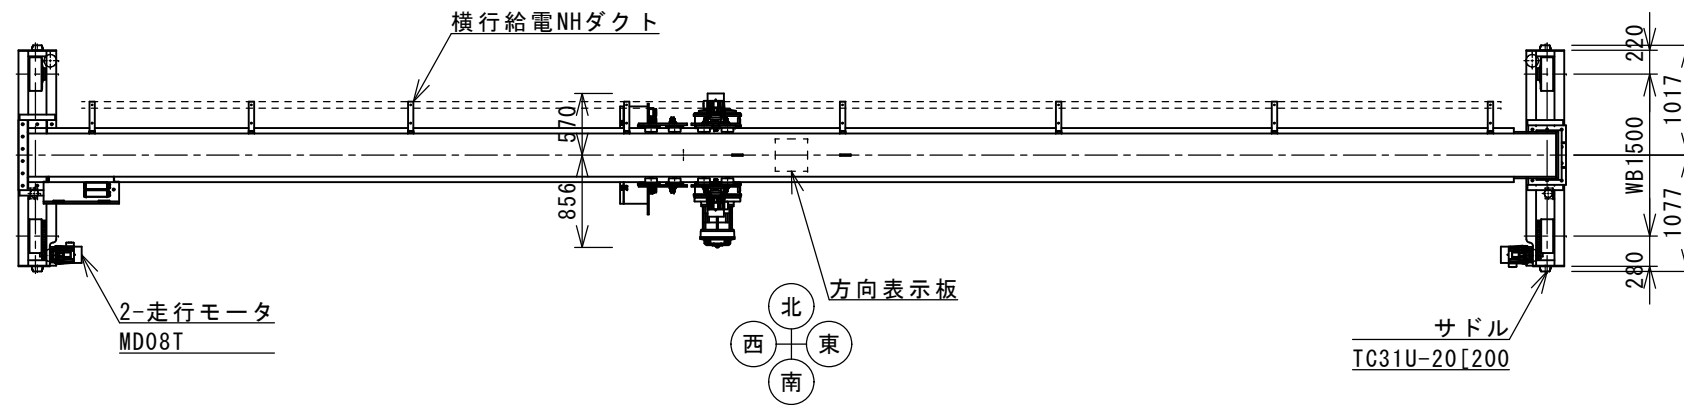 横行給電NHダクト
220
1017
570
WB1500
856
1077
280
方向表示板
2-走行モータ
MD08T
北
西
東
南
サドル
TC31U-20[200